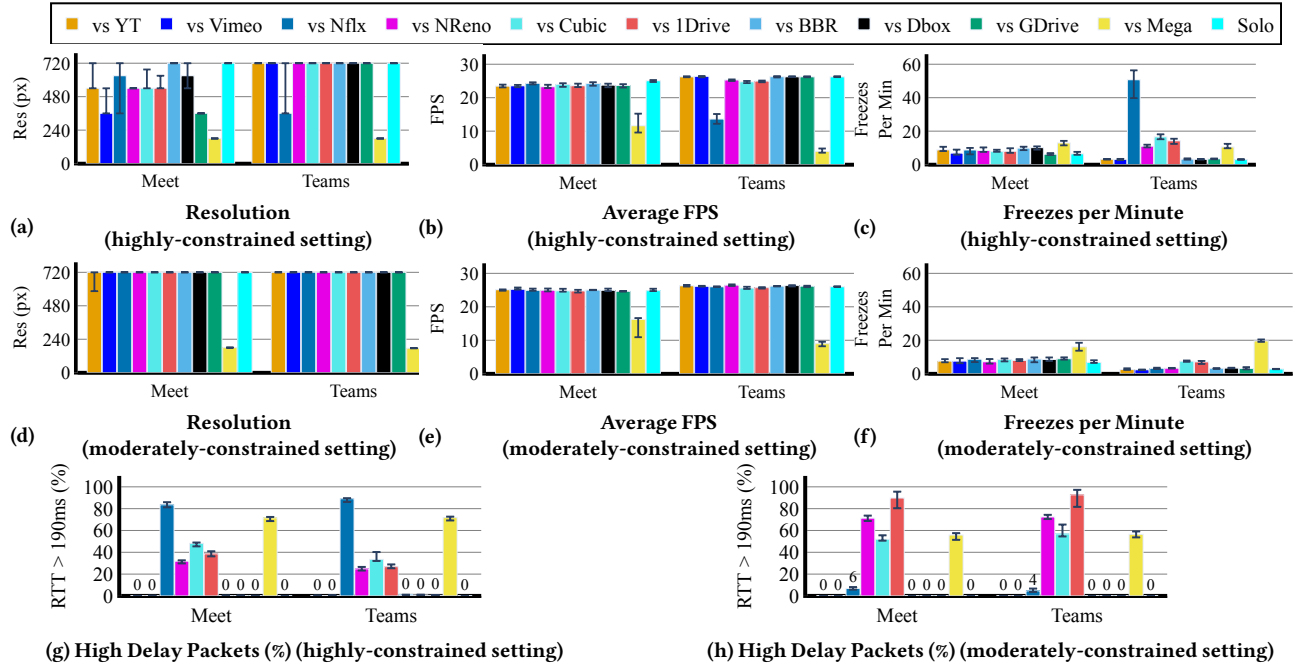 vs YT vs Vimeo vs Nflx vs NReno vs Cubic vs 1Drive vs BBR vs Dbox vs GDrive vs Mega Solo
Res (px)
720
480
240
0
Meet Teams
(a) Resolution
(highly-constrained setting)
FPS
30
20
10
0
Meet Teams
(b) Average FPS
(highly-constrained setting)
Freezes
Per Min
60
40
20
0
Meet Teams
(c) Freezes per Minute
(highly-constrained setting)
Res (px)
720
480
240
0
Meet Teams
(d) Resolution
(moderately-constrained setting)
FPS
30
20
10
0
Meet Teams
(e) Average FPS
(moderately-constrained setting)
Freezes
Per Min
60
40
20
0
Meet Teams
(f) Freezes per Minute
(moderately-constrained setting)
RTT > 190ms (%)
100
80
60
40
20
0
0 0 0 0 0 0 0 0 0 0 0 0
Meet Teams
(g) High Delay Packets (%) (highly-constrained setting)
RTT > 190ms (%)
100
80
60
40
20
0
0 0 6 0 0 0 0 0 0 4 0 0 0 0
Meet Teams
(h) High Delay Packets (%) (moderately-constrained setting)